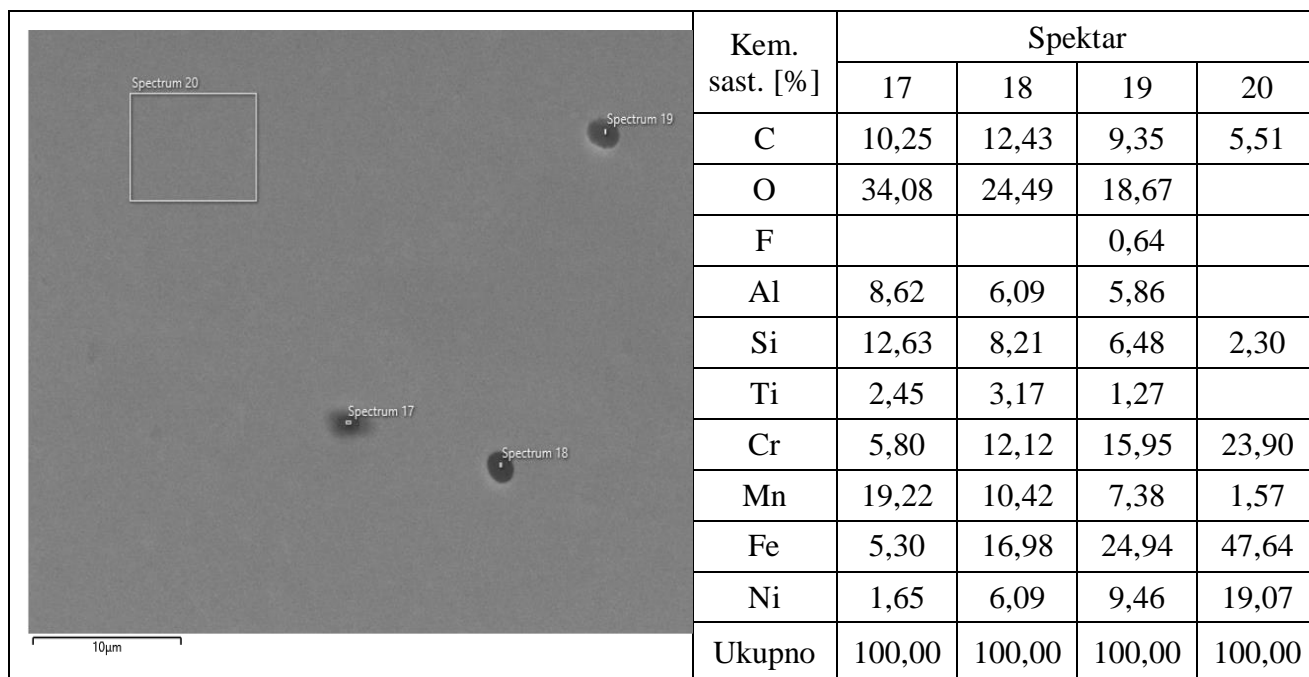 Spectrum 20
Spectrum 19
Spectrum 17
Spectrum 18
10µm
Kem. sast. [%] Spektar
17 18 19 20
C 10,25 12,43 9,35 5,51
O 34,08 24,49 18,67
F 0,64
Al 8,62 6,09 5,86
Si 12,63 8,21 6,48 2,30
Ti 2,45 3,17 1,27
Cr 5,80 12,12 15,95 23,90
Mn 19,22 10,42 7,38 1,57
Fe 5,30 16,98 24,94 47,64
Ni 1,65 6,09 9,46 19,07
Ukupno 100,00 100,00 100,00 100,00